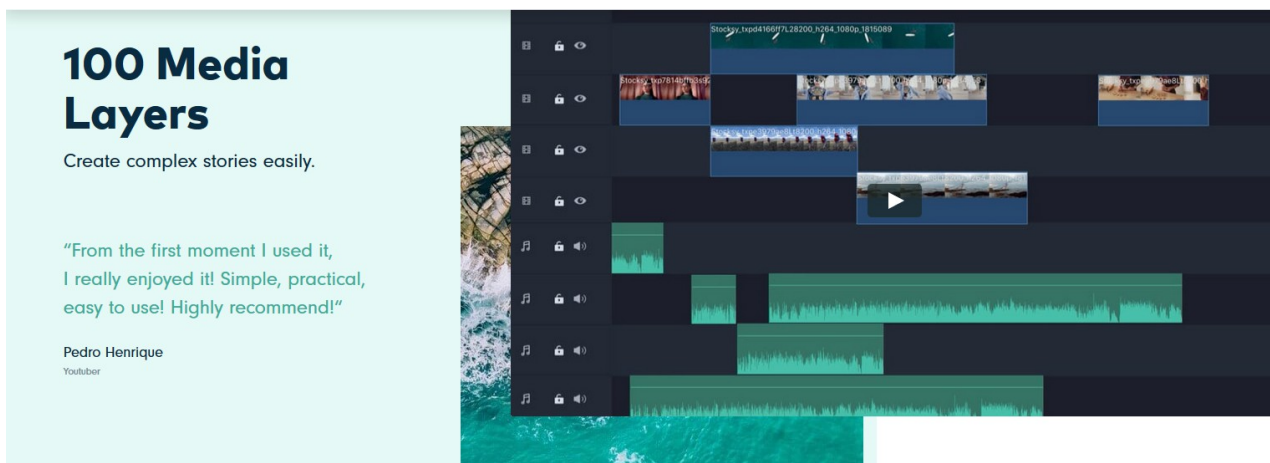 100 Media
Layers
Create complex stories easily.
“From the first moment I used it,
I really enjoyed it! Simple, practical,
easy to use! Highly recommend!”
Pedro Henrique
Youtuber
Stocksy_txpd4166ff7L28200_h264_1080p_1815089